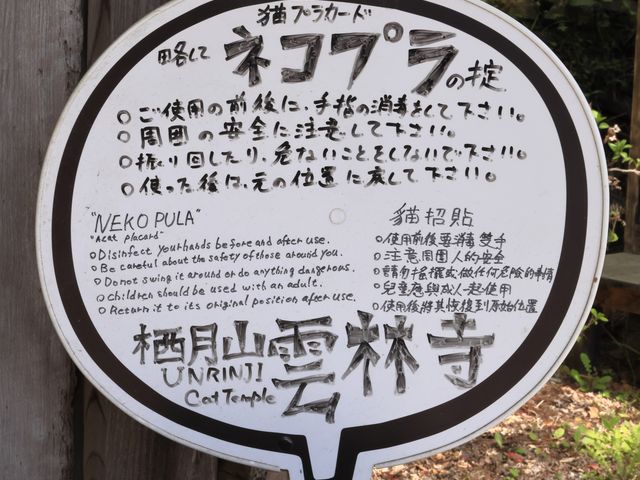 猫プラカード
略して ネコプラの掟
○ご使用の前後に、手指の消毒をして下さい。
○周囲の安全に注意して下さい。
○振り回したり、危ないことをしないで下さい。
○使った後は、元の位置に戻して下さい。
"NEKO PULA"
"acat placard"
○Disinfect your hands before and after use.
○Be careful about the safety of those around you.
○Do not swing it around or do anything dangerous.
○Children should be used with an adult.
○Return it to its original position after use.
貓招貼
○使用前後要消毒雙手
○注意周圍人的安全
○請勿搖擺或做任何危險的事情
○兒童應與成人一起使用
○使用後將其恢復到原始位置
栖月山雲林寺
UNRINJI
Cat Temple